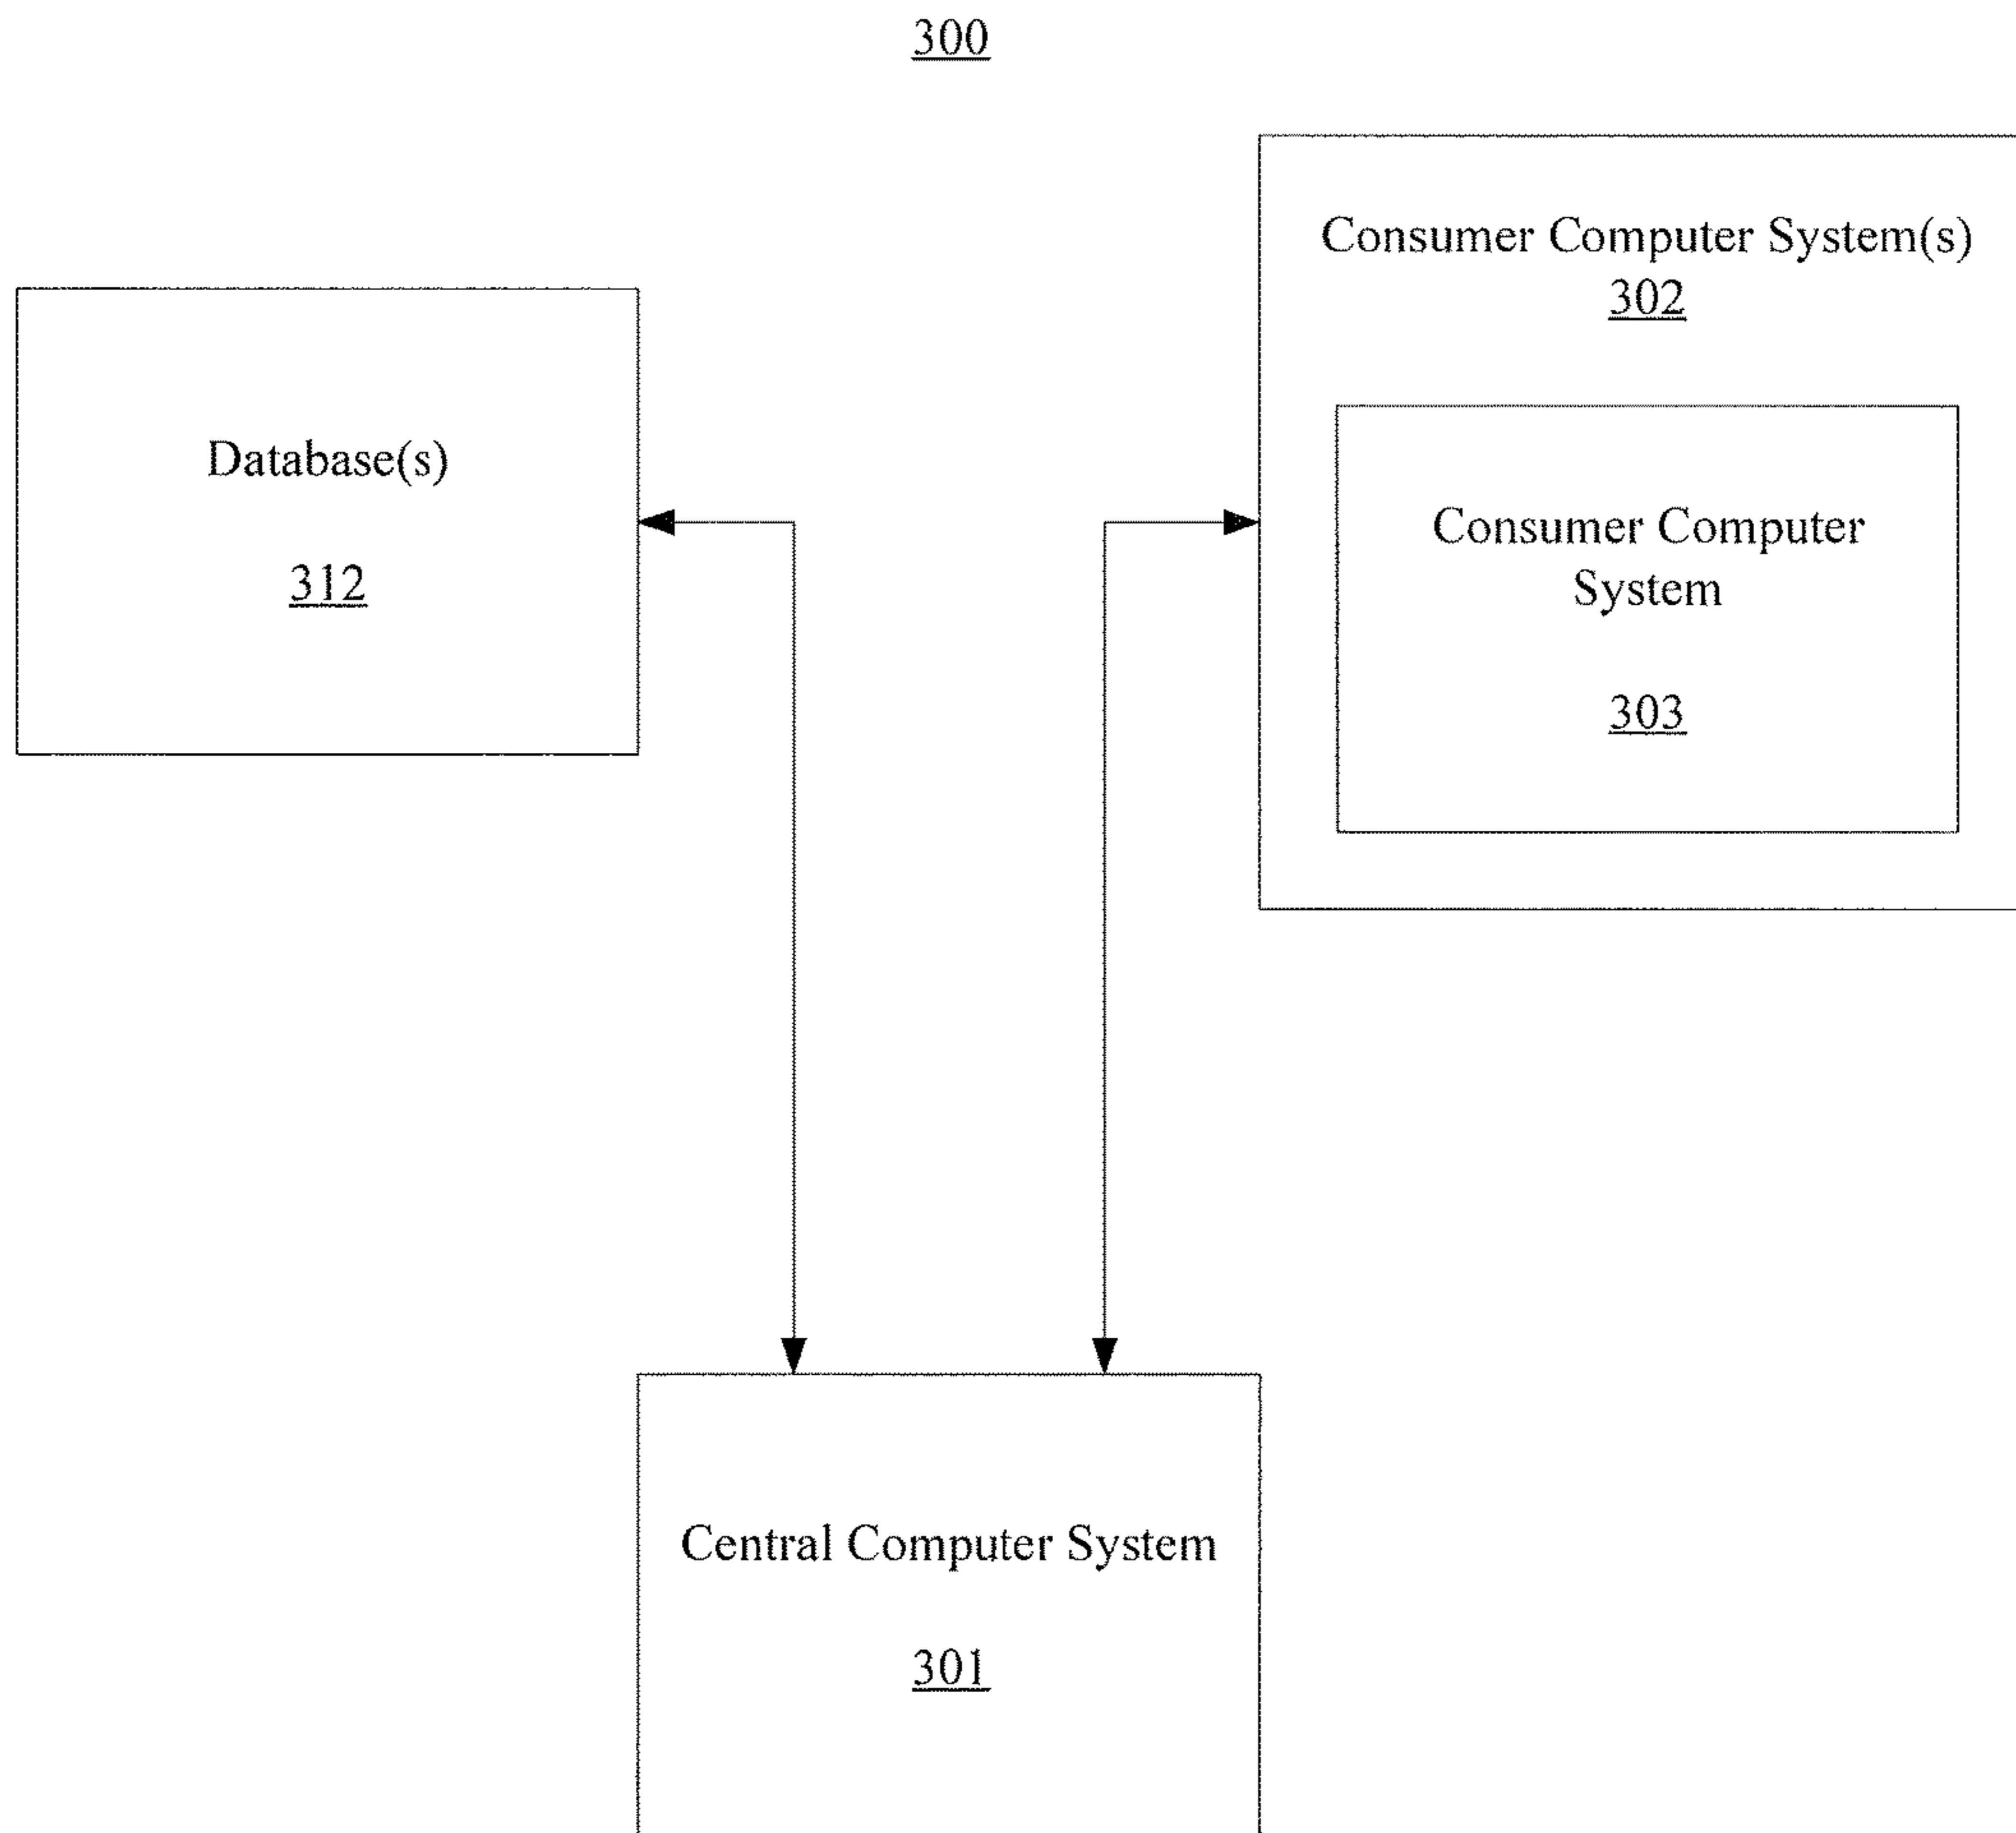 300
Consumer Computer System(s)
302
Database(s)
312
Consumer Computer
System
303
Central Computer System
301